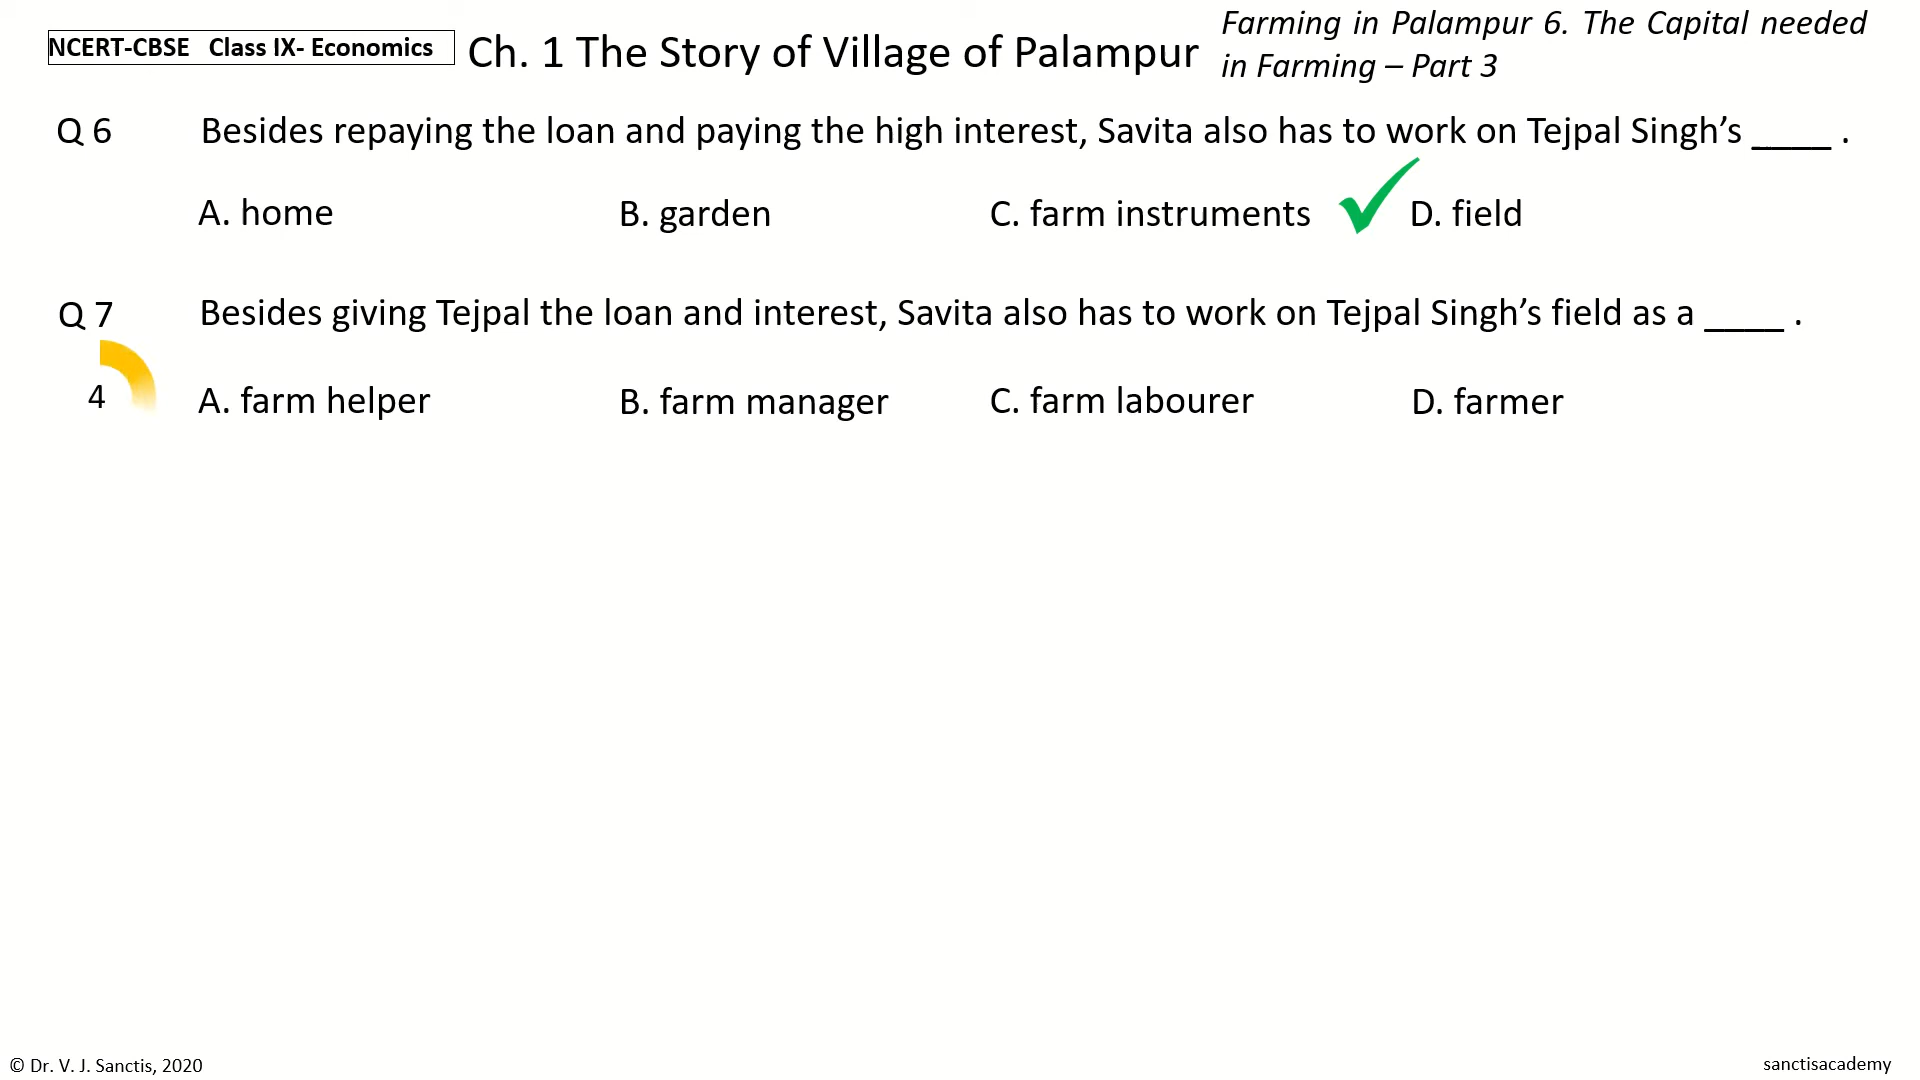 NCERT-CBSE Class IX- Economics Ch. 1 The Story of Village of Palampur
Farming in Palampur 6. The Capital needed
in Farming – Part 3
Q 6 Besides repaying the loan and paying the high interest, Savita also has to work on Tejpal Singh’s ____ .
A. home B. garden C. farm instruments D. field
Q 7 Besides giving Tejpal the loan and interest, Savita also has to work on Tejpal Singh’s field as a ____ .
4 A. farm helper B. farm manager C. farm labourer D. farmer
© Dr. V. J. Sanctis, 2020 sanctisacademy